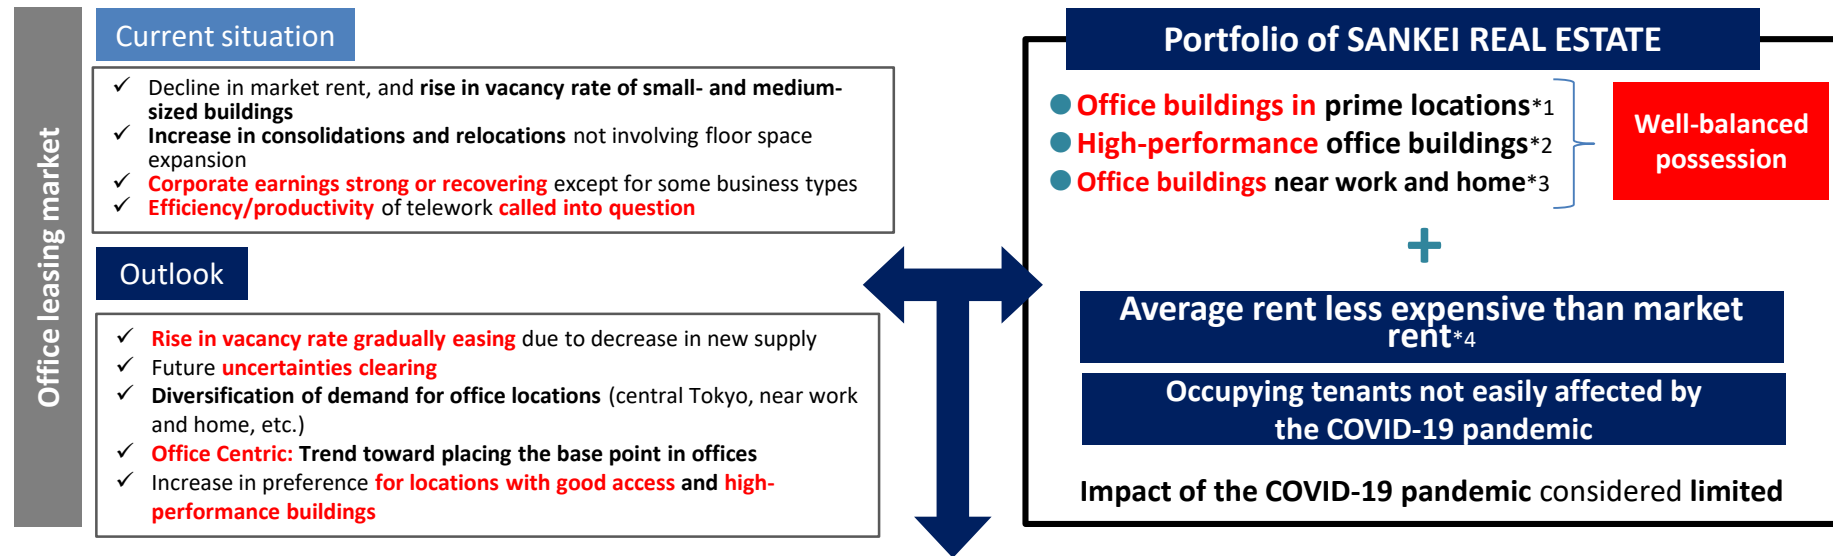 Office leasing market
Current situation
✓ Decline in market rent, and rise in vacancy rate of small- and medium-
sized buildings
✓ Increase in consolidations and relocations not involving floor space
expansion
✓ Corporate earnings strong or recovering except for some business types
✓ Efficiency/productivity of telework called into question
Outlook
✓ Rise in vacancy rate gradually easing due to decrease in new supply
✓ Future uncertainties clearing
✓ Diversification of demand for office locations (central Tokyo, near work
and home, etc.)
✓ Office Centric: Trend toward placing the base point in offices
✓ Increase in preference for locations with good access and high-
performance buildings
Portfolio of SANKEI REAL ESTATE
● Office buildings in prime locations*1
● High-performance office buildings*2
● Office buildings near work and home*3
Well-balanced
possession
+
Average rent less expensive than market
rent*4
Occupying tenants not easily affected by
the COVID-19 pandemic
Impact of the COVID-19 pandemic considered limited